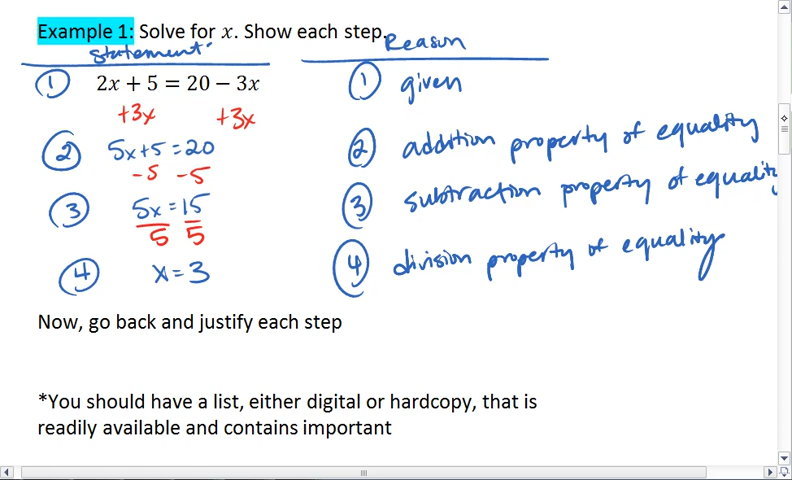 Example 1: Solve for x. Show each step.
statement Reason
① 2x + 5 = 20 − 3x ① given
+3x +3x
② 5x+5=20 ② addition property of equality
-5 -5
③ 5x=15 ③ subtraction property of equality
5 5
④ x=3 ④ division property of equality
Now, go back and justify each step
*You should have a list, either digital or hardcopy, that is
readily available and contains important